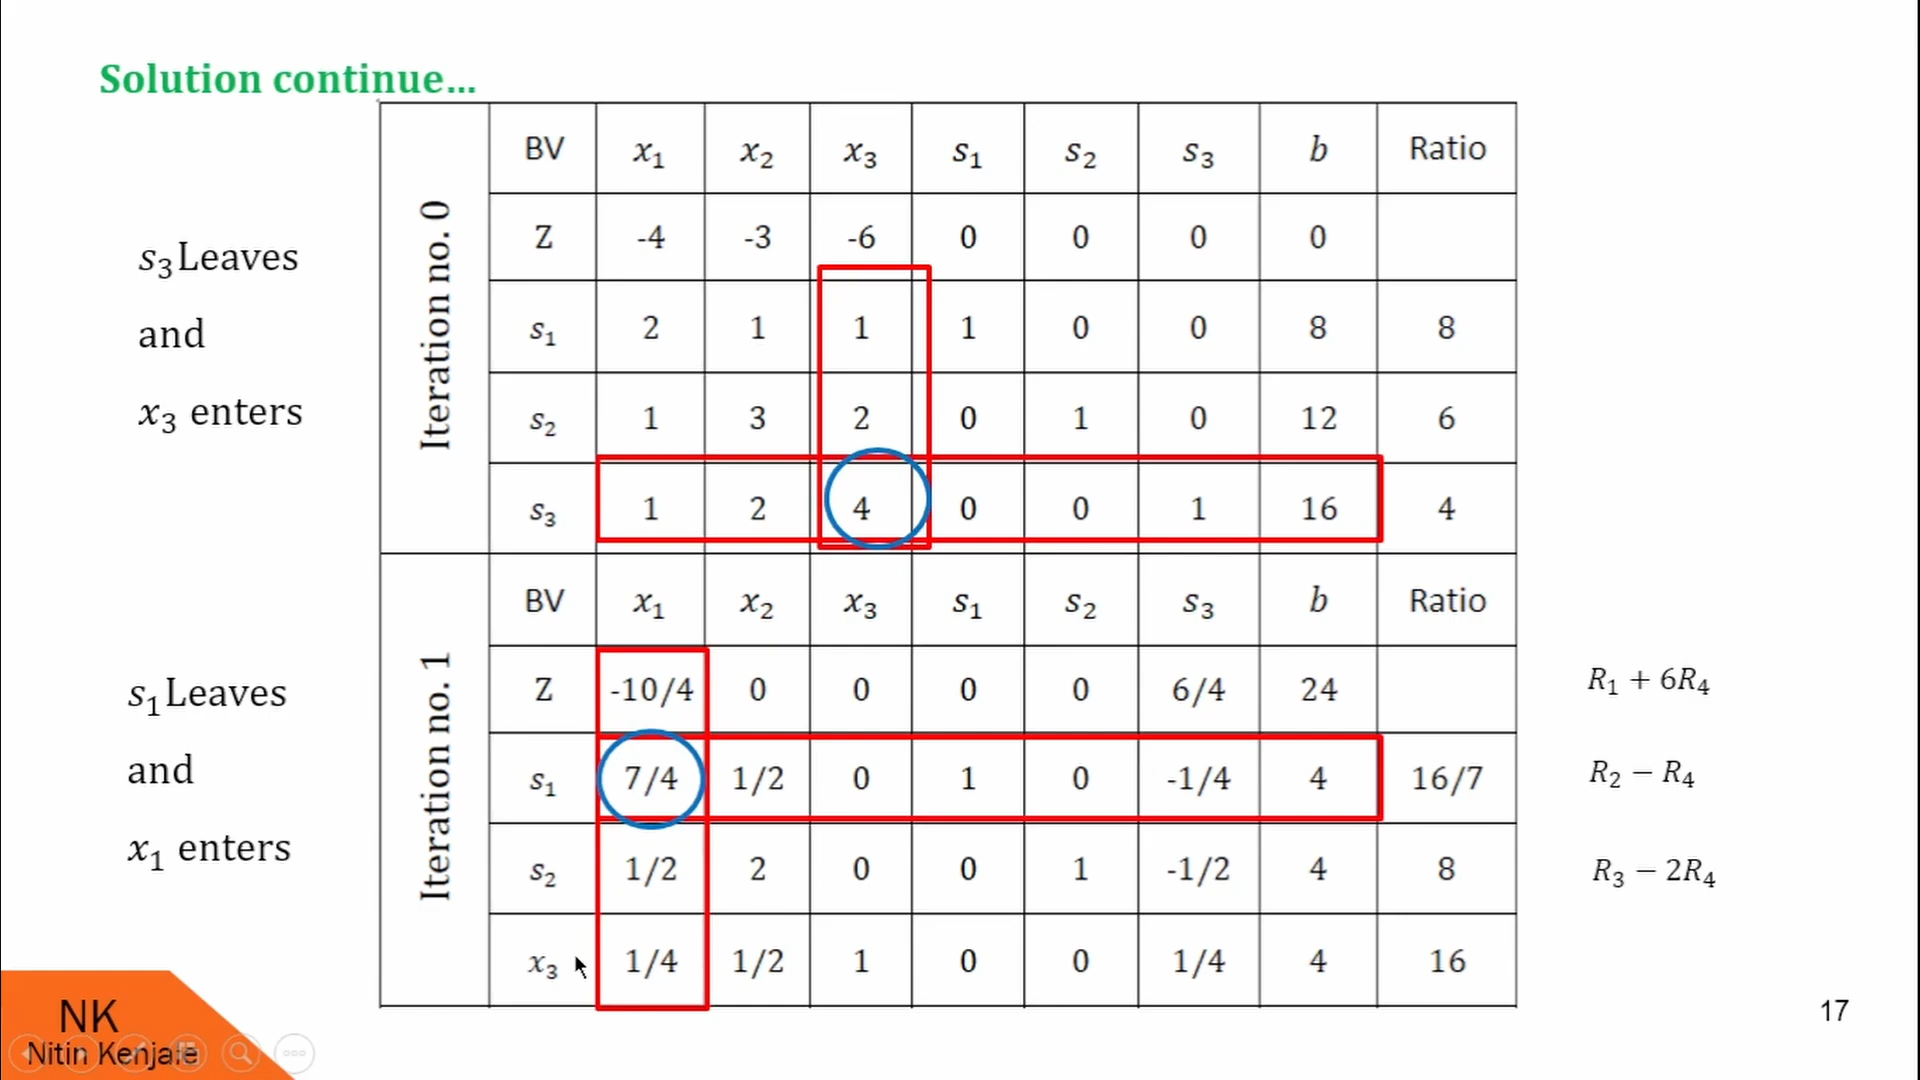 Solution continue...
s₃ Leaves
and
x₃ enters
Iteration no. 0
BV x₁ x₂ x₃ s₁ s₂ s₃ b Ratio
Z -4 -3 -6 0 0 0 0
s₁ 2 1 1 1 0 0 8 8
s₂ 1 3 2 0 1 0 12 6
s₃ 1 2 4 0 0 1 16 4
s₁ Leaves
and
x₁ enters
Iteration no. 1
BV x₁ x₂ x₃ s₁ s₂ s₃ b Ratio
Z -10/4 0 0 0 0 6/4 24
s₁ 7/4 1/2 0 1 0 -1/4 4 16/7
s₂ 1/2 2 0 0 1 -1/2 4 8
x₃ 1/4 1/2 1 0 0 1/4 4 16
R₁ + 6R₄
R₂ − R₄
R₃ − 2R₄
NK
Nitin Kenjale
17